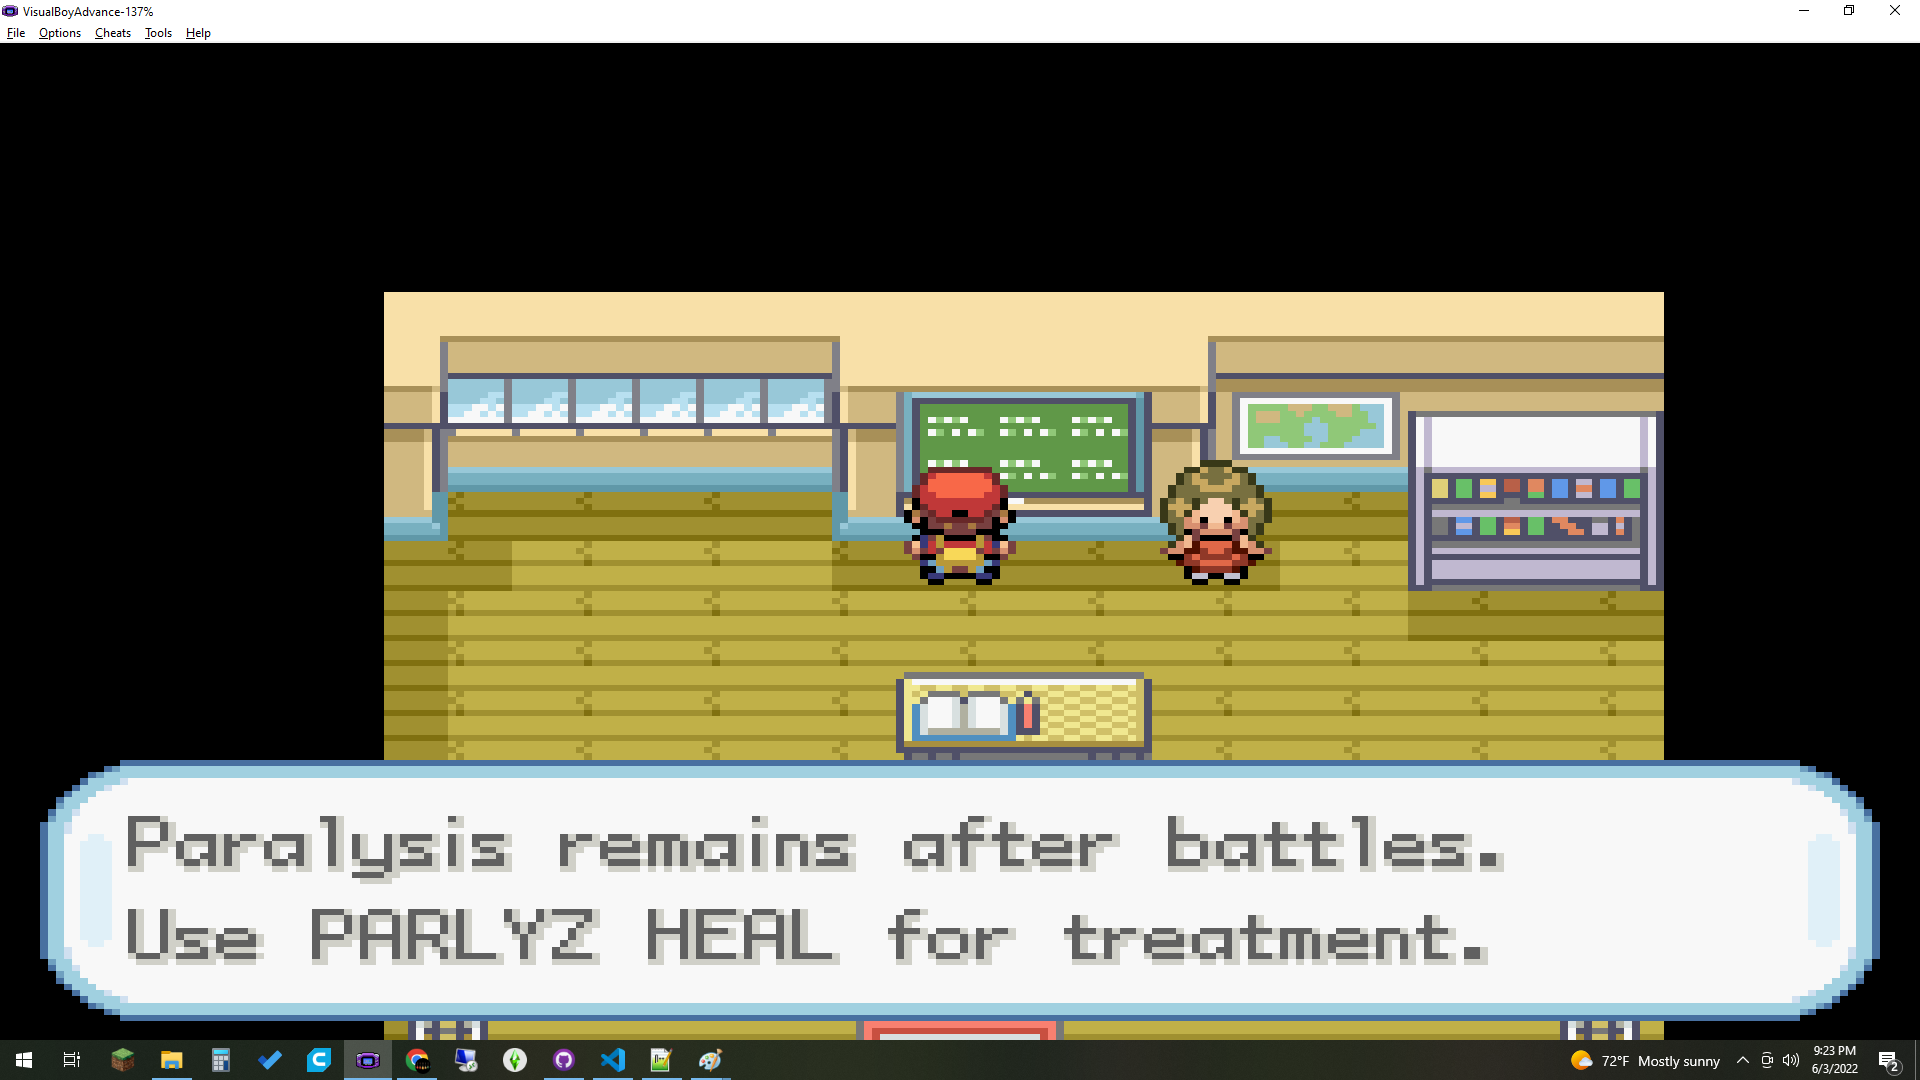 VisualBoyAdvance-137%
File Options Cheats Tools Help
Paralysis remains after battles.
Use PARLYZ HEAL for treatment.
72°F Mostly sunny
9:23 PM
6/3/2022
2